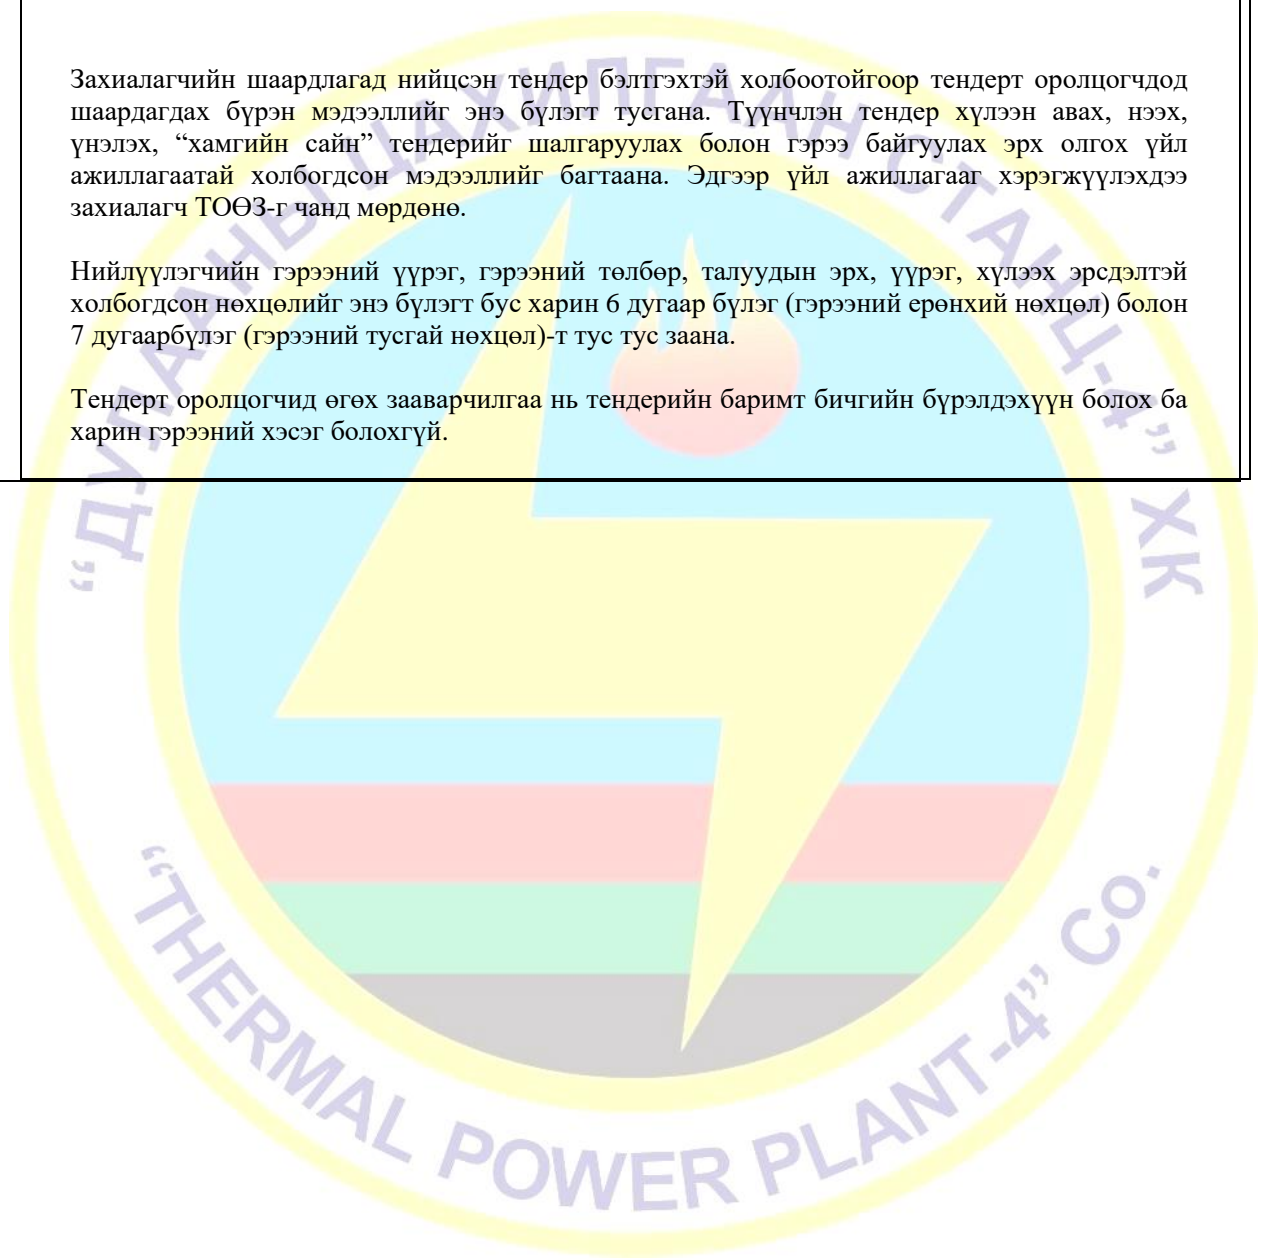 Захиалагчийн шаардлагад нийцсэн тендер бэлтгэхтэй холбоотойгоор тендерт оролцогчдод
шаардагдах бүрэн мэдээллийг энэ бүлэгт тусгана. Түүнчлэн тендер хүлээн авах, нээх,
үнэлэх, “хамгийн сайн” тендерийг шалгаруулах болон гэрээ байгуулах эрх олгох үйл
ажиллагаатай холбогдсон мэдээллийг багтаана. Эдгээр үйл ажиллагааг хэрэгжүүлэхдээ
захиалагч ТОӨЗ-г чанд мөрдөнө.
Нийлүүлэгчийн гэрээний үүрэг, гэрээний төлбөр, талуудын эрх, үүрэг, хүлээх эрсдэлтэй
холбогдсон нөхцөлийг энэ бүлэгт бус харин 6 дугаар бүлэг (гэрээний ерөнхий нөхцөл) болон
7 дугаарбүлэг (гэрээний тусгай нөхцөл)-т тус тус заана.
Тендерт оролцогчид өгөх зааварчилгаа нь тендерийн баримт бичгийн бүрэлдэхүүн болох ба
харин гэрээний хэсэг болохгүй.
“ДУЛААНЫ ЦАХИЛГААН СТАНЦ-4” ХК
“THERMAL POWER PLANT-4” Co.